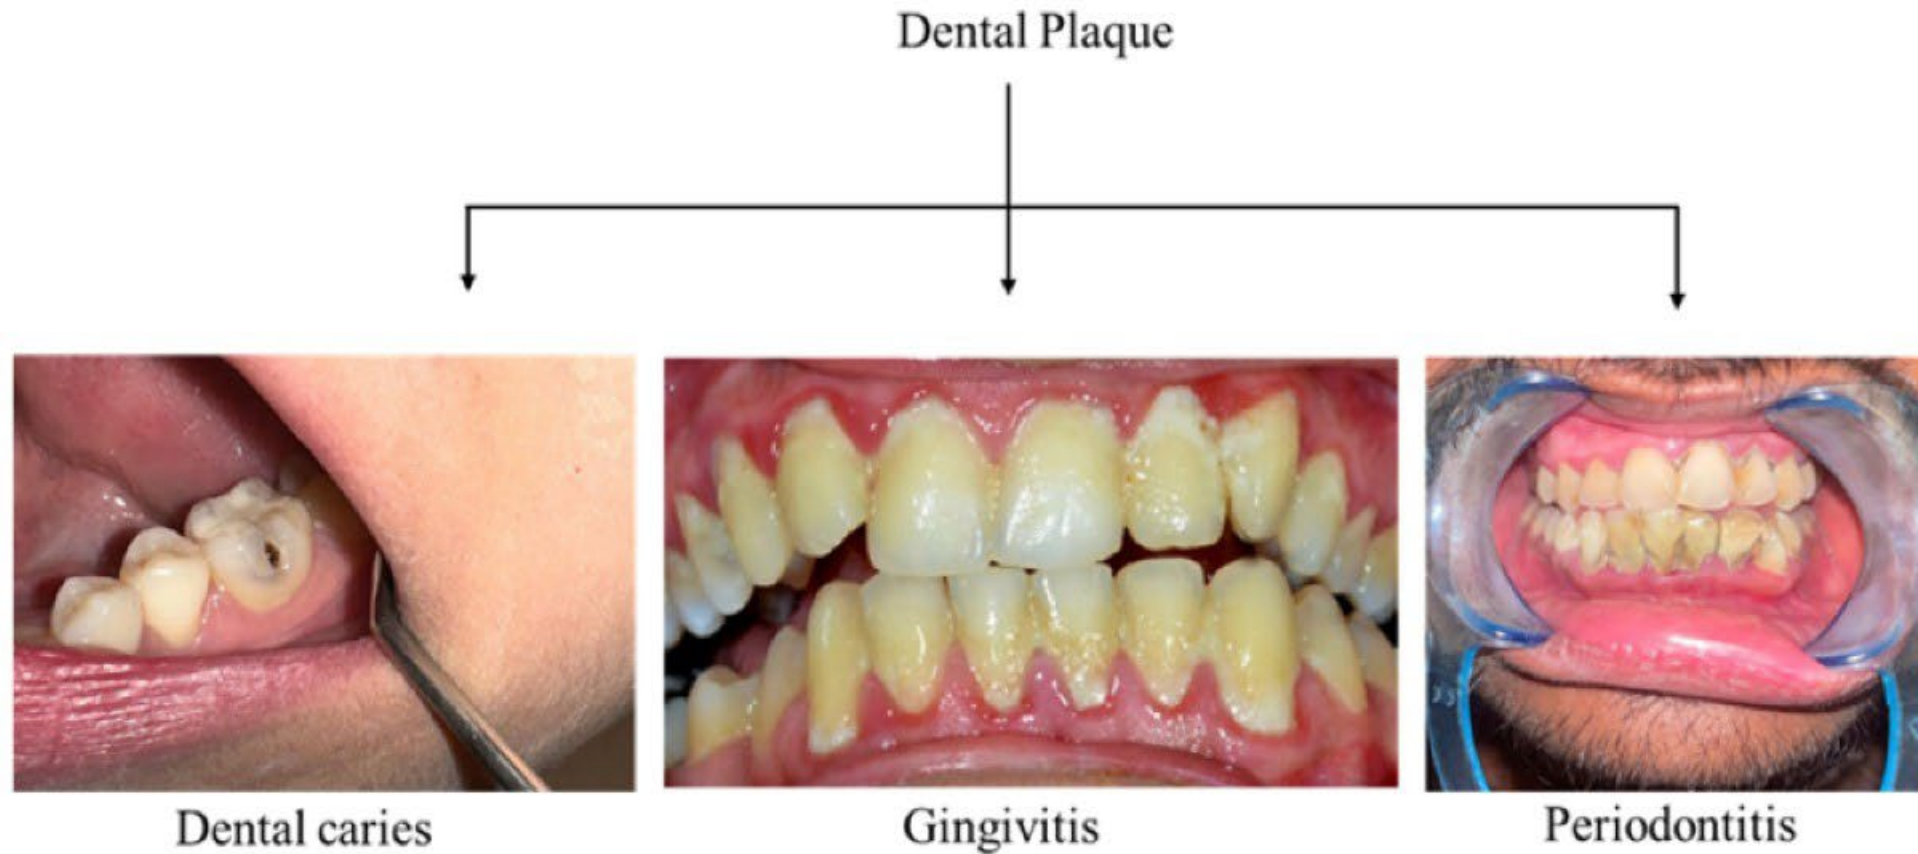 Dental Plaque
Dental caries
Gingivitis
Periodontitis